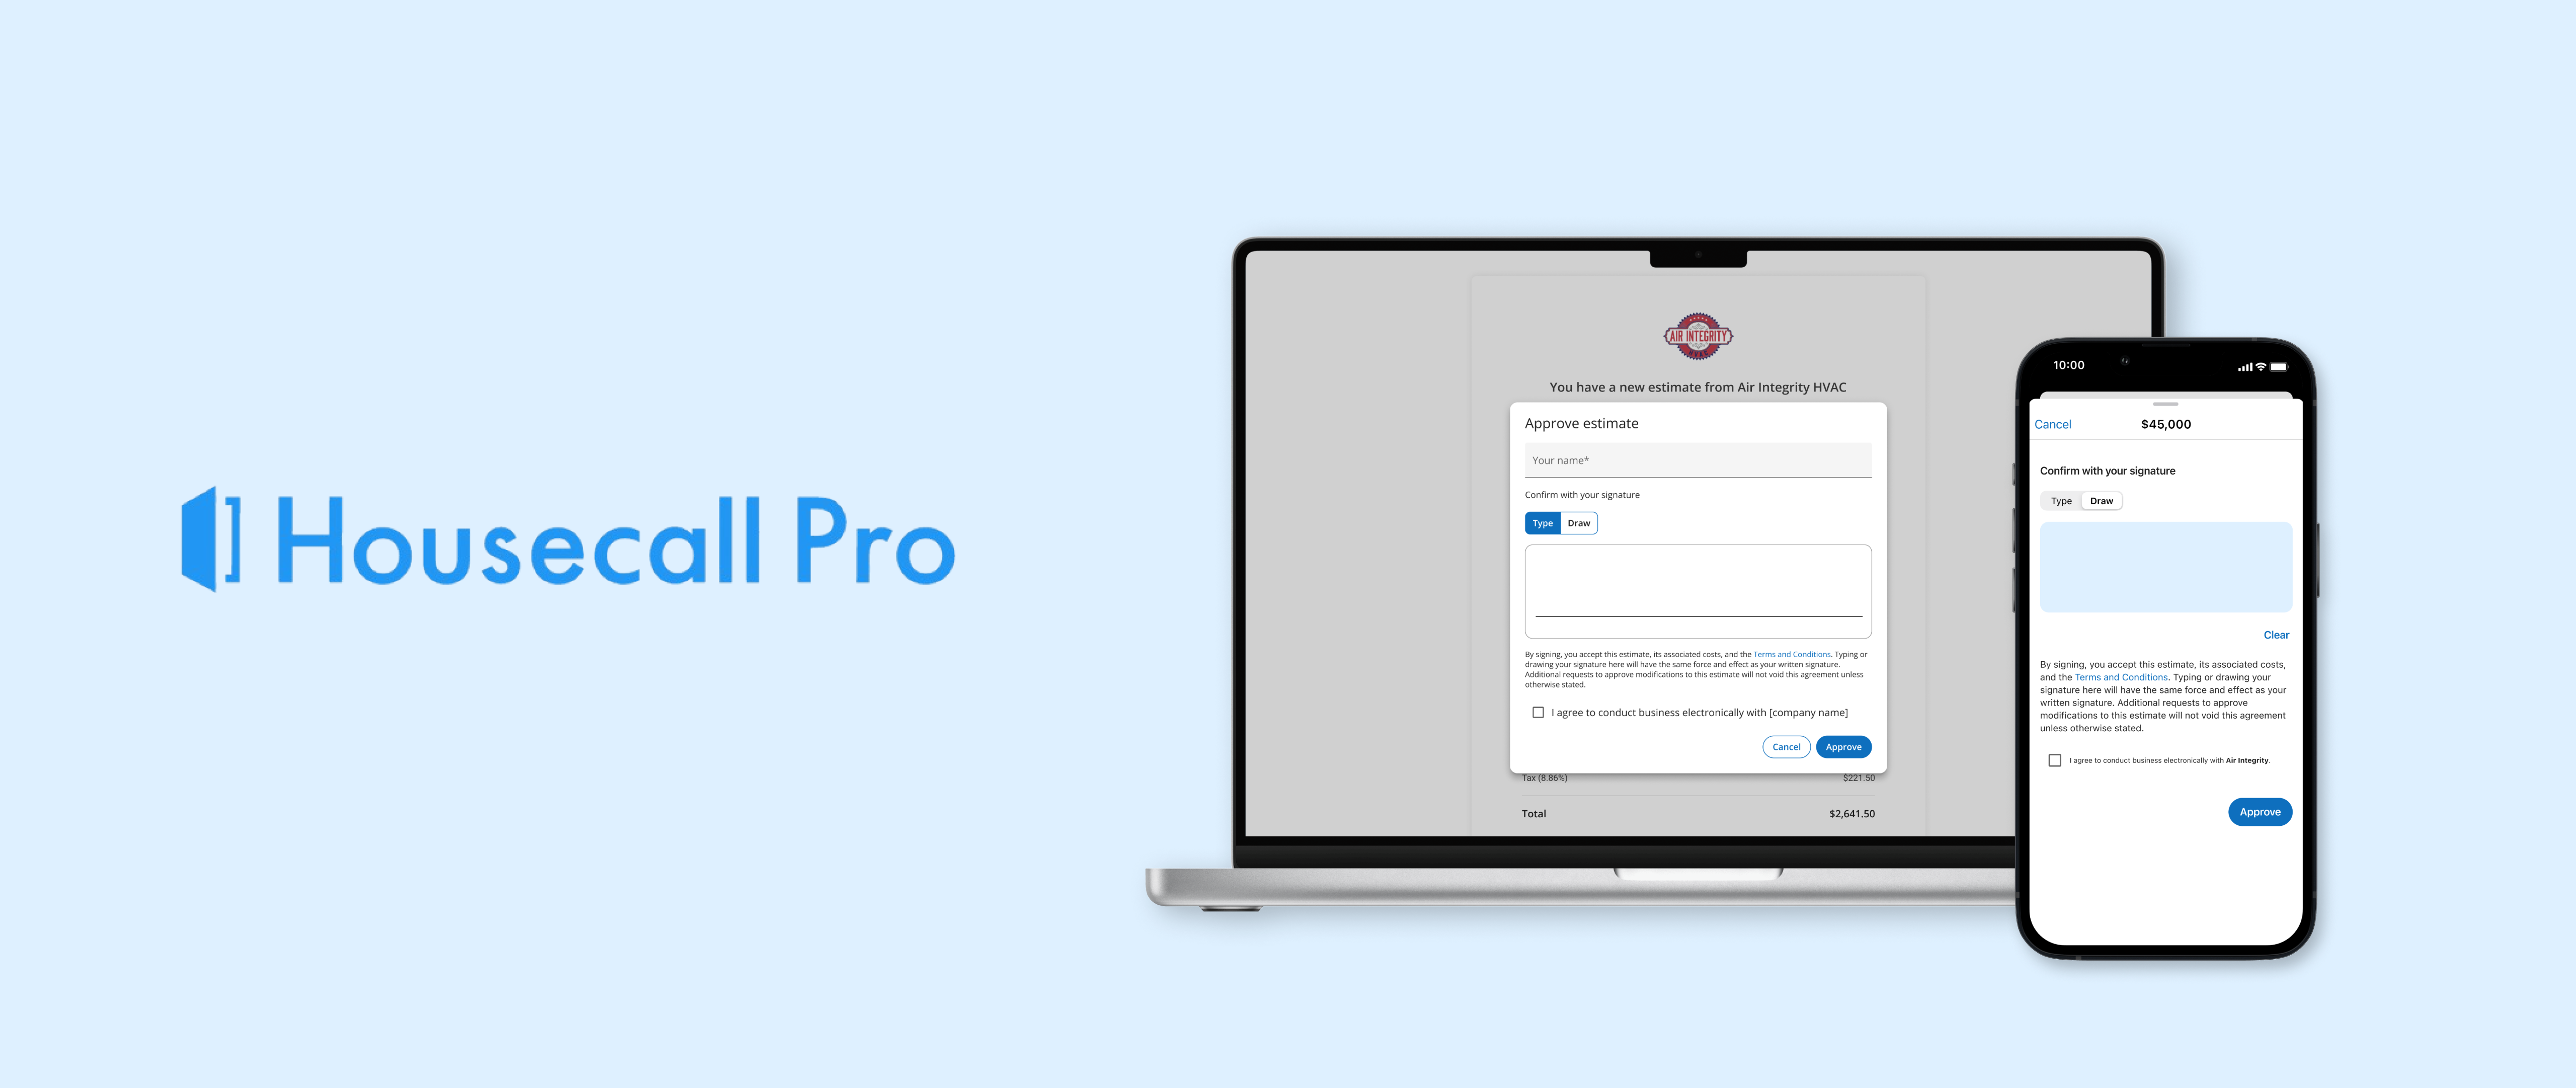 Housecall Pro
AIR INTEGRITY
You have a new estimate from Air Integrity HVAC
Approve estimate
Your name*
Confirm with your signature
Type Draw
By signing, you accept this estimate, its associated costs, and the Terms and Conditions. Typing or
drawing your signature here will have the same force and effect as your written signature.
Additional requests to approve modifications to this estimate will not void this agreement unless
otherwise stated.
I agree to conduct business electronically with [company name]
Cancel Approve
Tax (8.86%) $221.50
Total $2,641.50
10:00
Cancel $45,000
Confirm with your signature
Type Draw
Clear
By signing, you accept this estimate, its associated costs,
and the Terms and Conditions. Typing or drawing your
signature here will have the same force and effect as your
written signature. Additional requests to approve
modifications to this estimate will not void this agreement
unless otherwise stated.
I agree to conduct business electronically with Air Integrity.
Approve